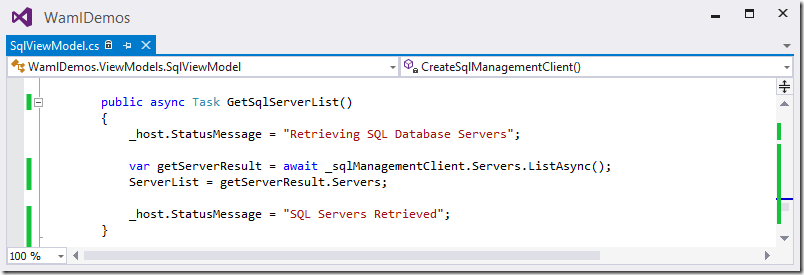 WamlDemos
SqlViewModel.cs
WamlDemos.ViewModels.SqlViewModel
CreateSqlManagementClient()
public async Task GetSqlServerList()
{
_host.StatusMessage = "Retrieving SQL Database Servers";
var getServerResult = await _sqlManagementClient.Servers.ListAsync();
ServerList = getServerResult.Servers;
_host.StatusMessage = "SQL Servers Retrieved";
}
100 %